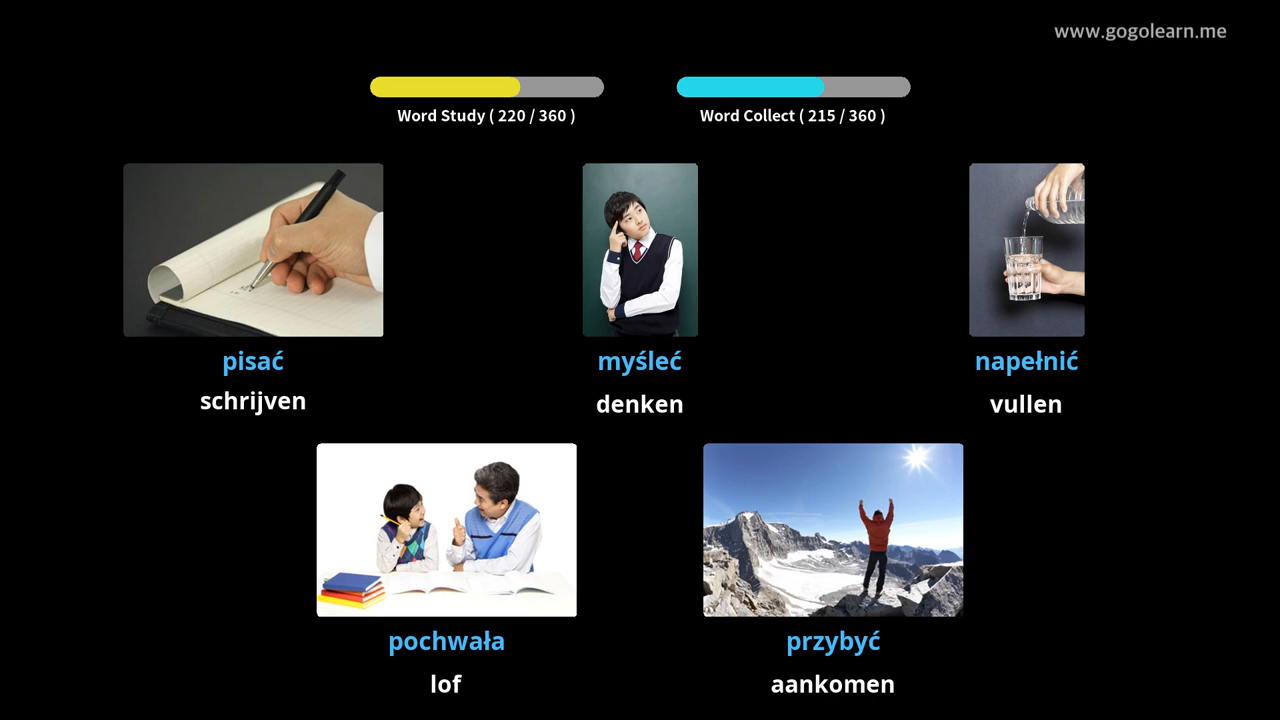 www.gogolearn.me
Word Study ( 220 / 360 )
Word Collect ( 215 / 360 )
pisać
myśleć
napełnić
schrijven
denken
vullen
pochwała
przybyć
lof
aankomen